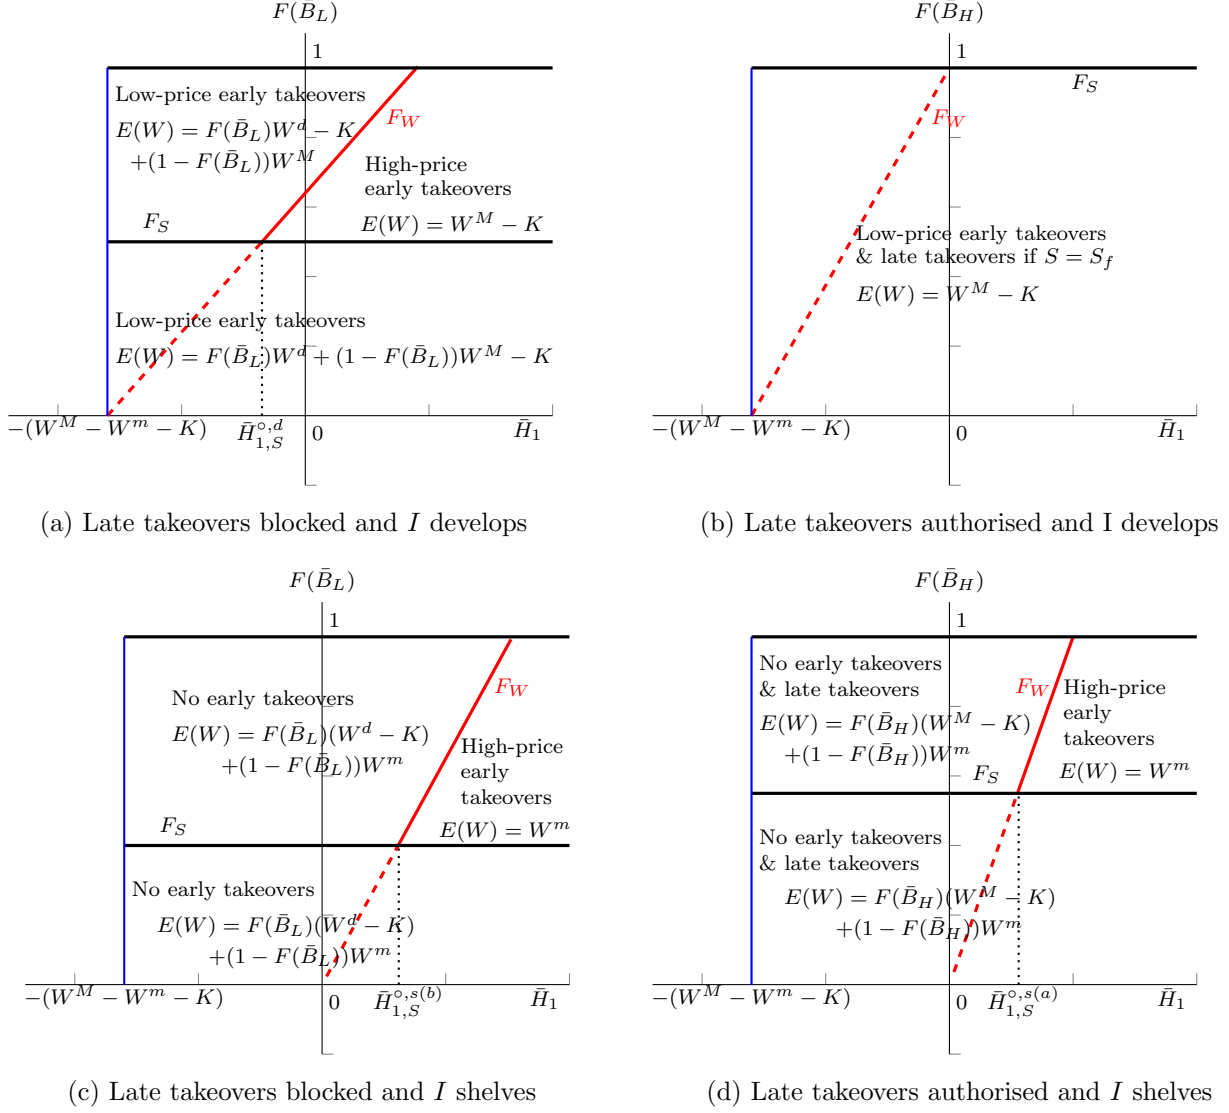 F(B̄_L)
1
Low-price early takeovers
E(W) = F(B̄_L)W^d − K
+(1 − F(B̄_L))W^M
F_W
High-price
early takeovers
E(W) = W^M − K
F_S
Low-price early takeovers
E(W) = F(B̄_L)W^d + (1 − F(B̄_L))W^M − K
−(W^M − W^m − K)
H̄_{1,S}^{∘,d}
0
H̄_1
(a) Late takeovers blocked and I develops
F(B̄_H)
1
F_S
F_W
Low-price early takeovers
& late takeovers if S = S_f
E(W) = W^M − K
−(W^M − W^m − K)
0
H̄_1
(b) Late takeovers authorised and I develops
F(B̄_L)
1
No early takeovers
E(W) = F(B̄_L)(W^d − K)
+(1 − F(B̄_L))W^m
F_W
High-price
early
takeovers
E(W) = W^m
F_S
No early takeovers
E(W) = F(B̄_L)(W^d − K)
+(1 − F(B̄_L))W^m
−(W^M − W^m − K)
0
H̄_{1,S}^{∘,s(b)}
H̄_1
(c) Late takeovers blocked and I shelves
F(B̄_H)
1
No early takeovers
& late takeovers
E(W) = F(B̄_H)(W^M − K)
+(1 − F(B̄_H))W^m
F_W
High-price
early
takeovers
E(W) = W^m
F_S
No early takeovers
& late takeovers
E(W) = F(B̄_H)(W^M − K)
+(1 − F(B̄_H))W^m
−(W^M − W^m − K)
0
H̄_{1,S}^{∘,s(a)}
H̄_1
(d) Late takeovers authorised and I shelves